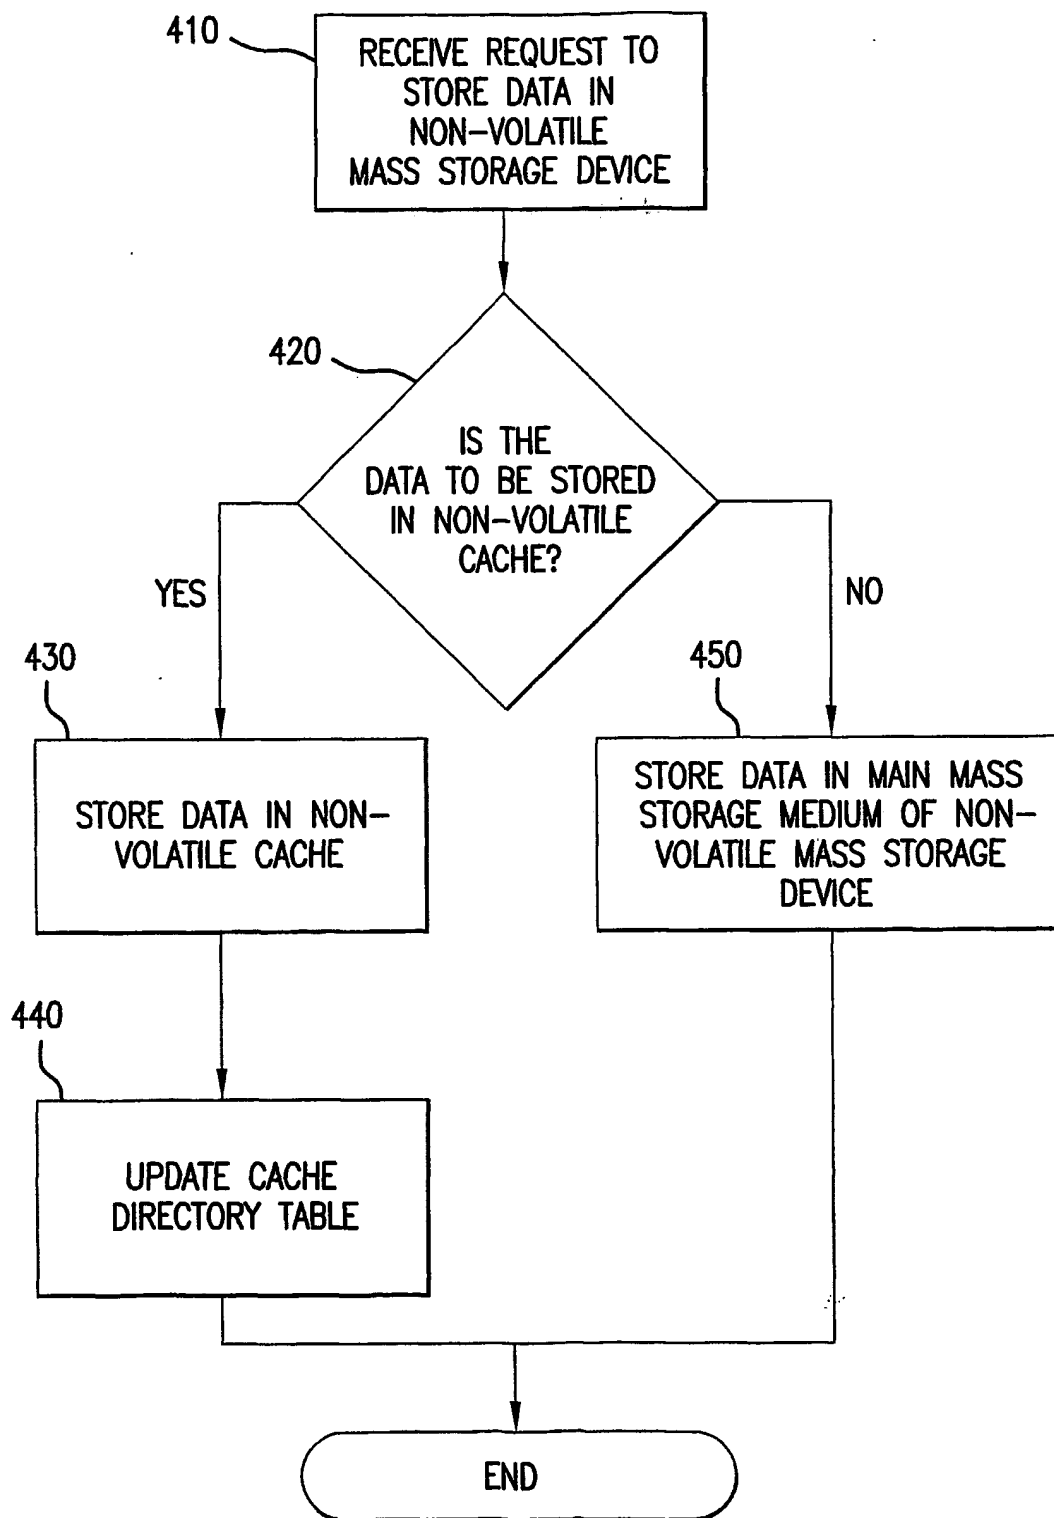 410
RECEIVE REQUEST TO
STORE DATA IN
NON-VOLATILE
MASS STORAGE DEVICE
420
IS THE
DATA TO BE STORED
IN NON-VOLATILE
CACHE?
YES
NO
430
STORE DATA IN NON-
VOLATILE CACHE
450
STORE DATA IN MAIN MASS
STORAGE MEDIUM OF NON-
VOLATILE MASS STORAGE
DEVICE
440
UPDATE CACHE
DIRECTORY TABLE
END